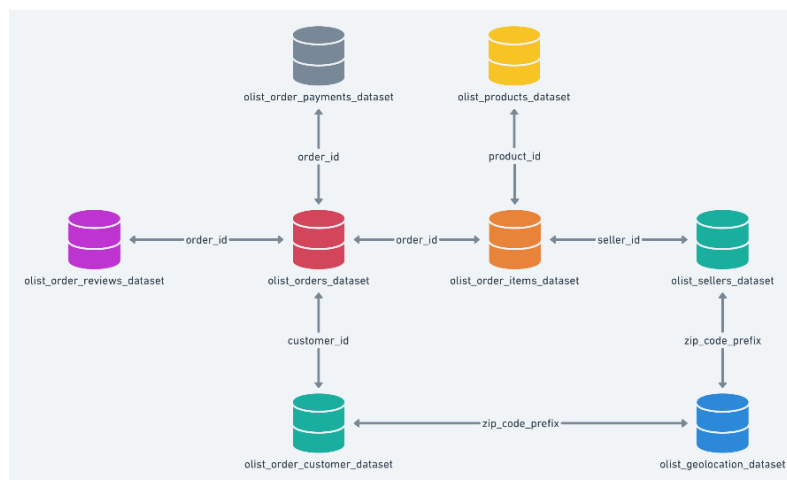 olist_order_payments_dataset
olist_products_dataset
order_id
product_id
order_id
order_id
seller_id
olist_order_reviews_dataset
olist_orders_dataset
olist_order_items_dataset
olist_sellers_dataset
customer_id
zip_code_prefix
zip_code_prefix
olist_order_customer_dataset
olist_geolocation_dataset